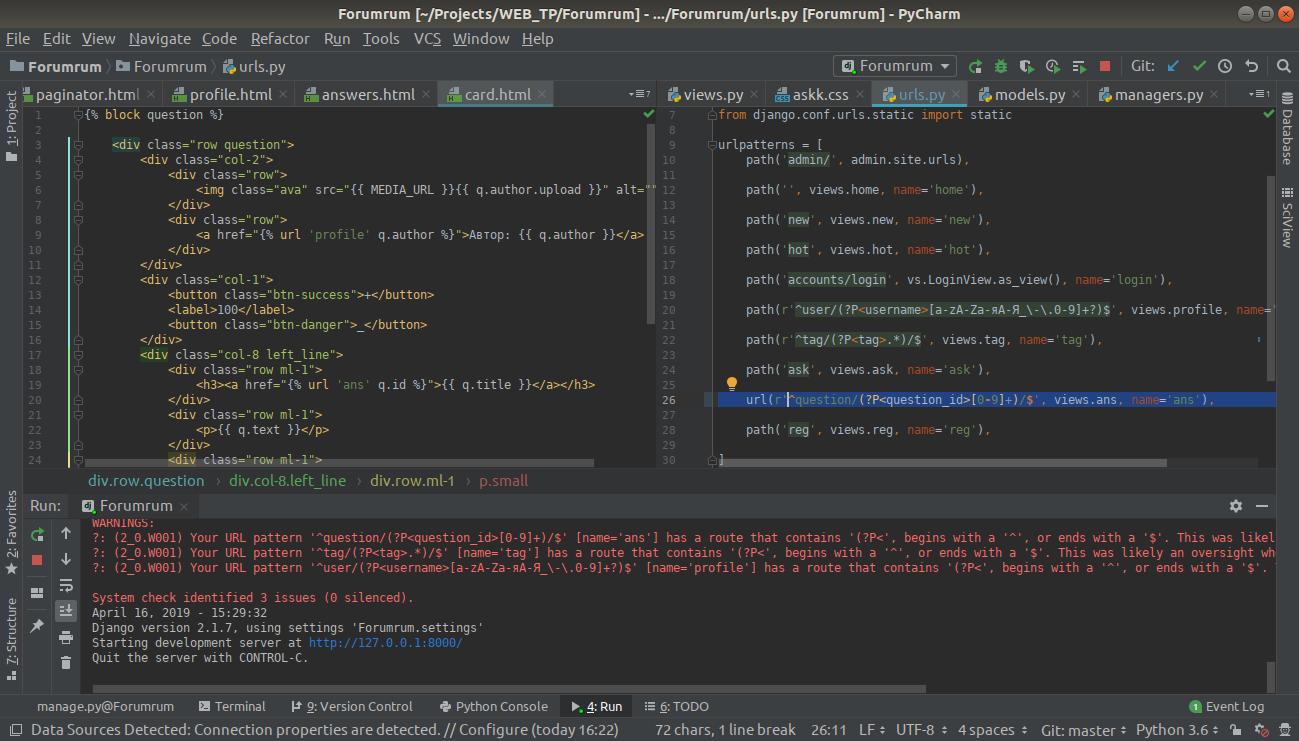 Forumrum [~/Projects/WEB_TP/Forumrum] - .../Forumrum/urls.py [Forumrum] - PyCharm
File Edit View Navigate Code Refactor Run Tools VCS Window Help
Forumrum Forumrum urls.py Forumrum Git:
paginator.html profile.html answers.html card.html 7 views.py askk.css urls.py models.py managers.py 1
1: Project
2: Favorites
7: Structure
1 {% block question %}
2
3 <div class="row question">
4 <div class="col-2">
5 <div class="row">
6 <img class="ava" src="{{ MEDIA_URL }}{{ q.author.upload }}" alt=""
7 </div>
8 <div class="row">
9 <a href="{% url 'profile' q.author %}">Автор: {{ q.author }}</a>
10 </div>
11 </div>
12 <div class="col-1">
13 <button class="btn-success">+</button>
14 <label>100</label>
15 <button class="btn-danger">_</button>
16 </div>
17 <div class="col-8 left_line">
18 <div class="row ml-1">
19 <h3><a href="{% url 'ans' q.id %}">{{ q.title }}</a></h3>
20 </div>
21 <div class="row ml-1">
22 <p>{{ q.text }}</p>
23 </div>
24 <div class="row ml-1">
7 from django.conf.urls.static import static
8
9 urlpatterns = [
10 path('admin/', admin.site.urls),
11
12 path('', views.home, name='home'),
13
14 path('new', views.new, name='new'),
15
16 path('hot', views.hot, name='hot'),
17
18 path('accounts/login', vs.LoginView.as_view(), name='login'),
19
20 path(r'^user/(?P<username>[a-zA-Zа-яА-Я_\-\.0-9]+?)$', views.profile, name=
21
22 path(r'^tag/(?P<tag>.*)/$', views.tag, name='tag'),
23
24 path('ask', views.ask, name='ask'),
25
26 url(r'^question/(?P<question_id>[0-9]+)/$', views.ans, name='ans'),
27
28 path('reg', views.reg, name='reg'),
29
30 ]
Database
SciView
div.row.question › div.col-8.left_line › div.row.ml-1 › p.small
Run: Forumrum
WARNINGS:
?: (2_0.W001) Your URL pattern '^question/(?P<question_id>[0-9]+)/$' [name='ans'] has a route that contains '(?P<', begins with a '^', or ends with a '$'. This was likel
?: (2_0.W001) Your URL pattern '^tag/(?P<tag>.*)/$' [name='tag'] has a route that contains '(?P<', begins with a '^', or ends with a '$'. This was likely an oversight wh
?: (2_0.W001) Your URL pattern '^user/(?P<username>[a-zA-Zа-яА-Я_\-\.0-9]+?)$' [name='profile'] has a route that contains '(?P<', begins with a '^', or ends with a '$'.
System check identified 3 issues (0 silenced).
April 16, 2019 - 15:29:32
Django version 2.1.7, using settings 'Forumrum.settings'
Starting development server at http://127.0.0.1:8000/
Quit the server with CONTROL-C.
manage.py@Forumrum Terminal 9: Version Control Python Console 4: Run 6: TODO 1 Event Log
Data Sources Detected: Connection properties are detected. // Configure (today 16:22) 72 chars, 1 line break 26:11 LF UTF-8 4 spaces Git: master Python 3.6